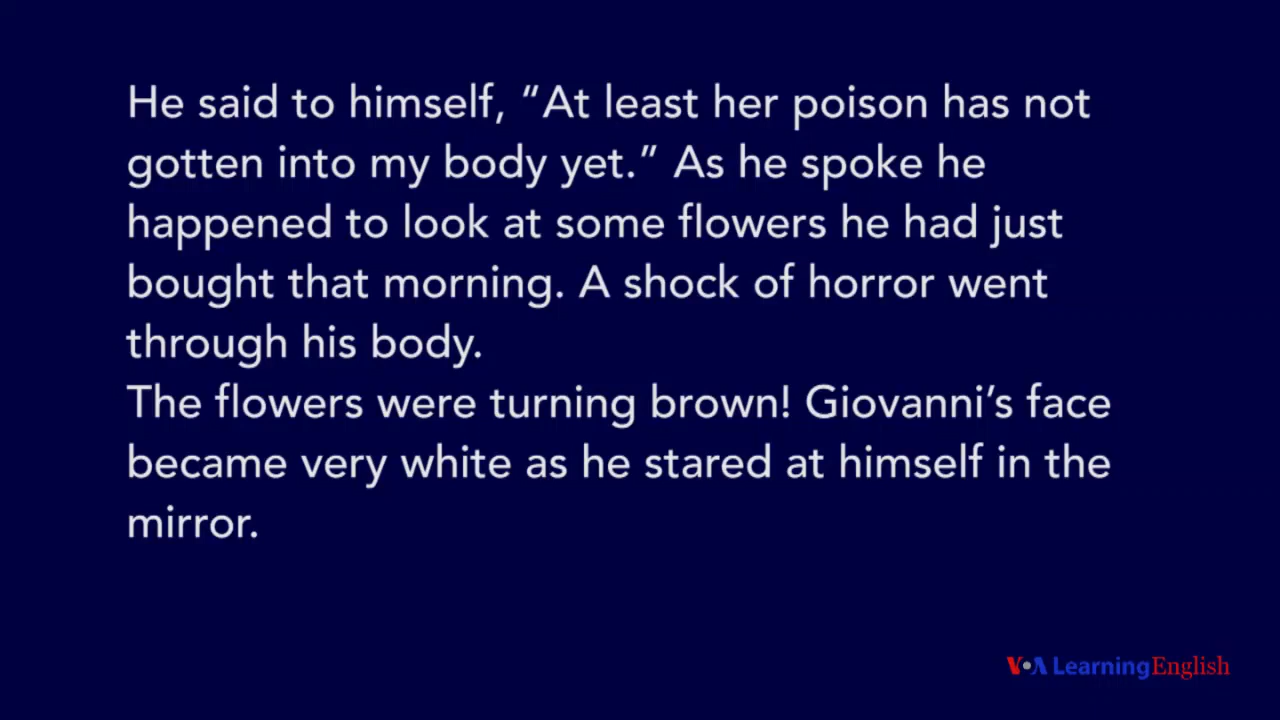 He said to himself, “At least her poison has not
gotten into my body yet.” As he spoke he
happened to look at some flowers he had just
bought that morning. A shock of horror went
through his body.
The flowers were turning brown! Giovanni’s face
became very white as he stared at himself in the
mirror.
VOA Learning English